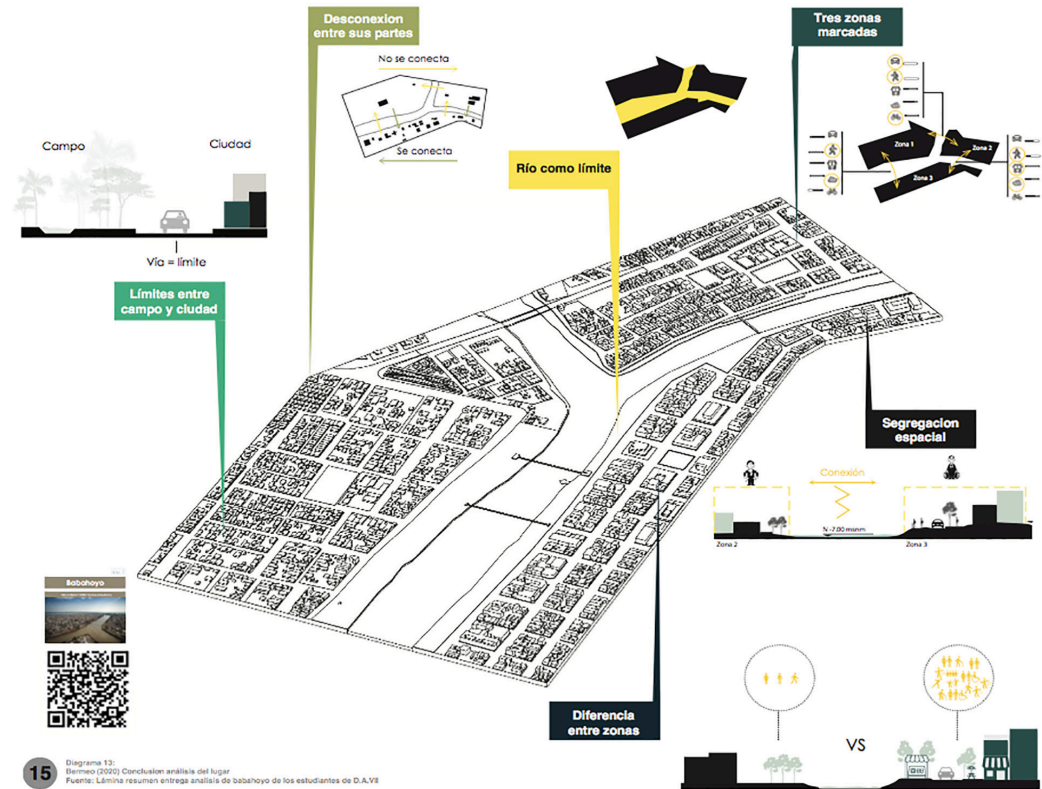 Desconexion
entre sus partes
No se conecta
Se conecta
Tres zonas
marcadas
Zona 1
Zona 2
Zona 3
Campo
Ciudad
Vía = límite
Río como límite
Límites entre
campo y ciudad
Segregacion
espacial
Conexión
N -7.00 msnm
Zona 2
Zona 3
Babahoyo
Diferencia
entre zonas
VS
15
Diagrama 13:
Bermeo (2020) Conclusion análisis del lugar
Fuente: Lámina resumen entrega analisis de babahoyo de los estudiantes de D.A.VII